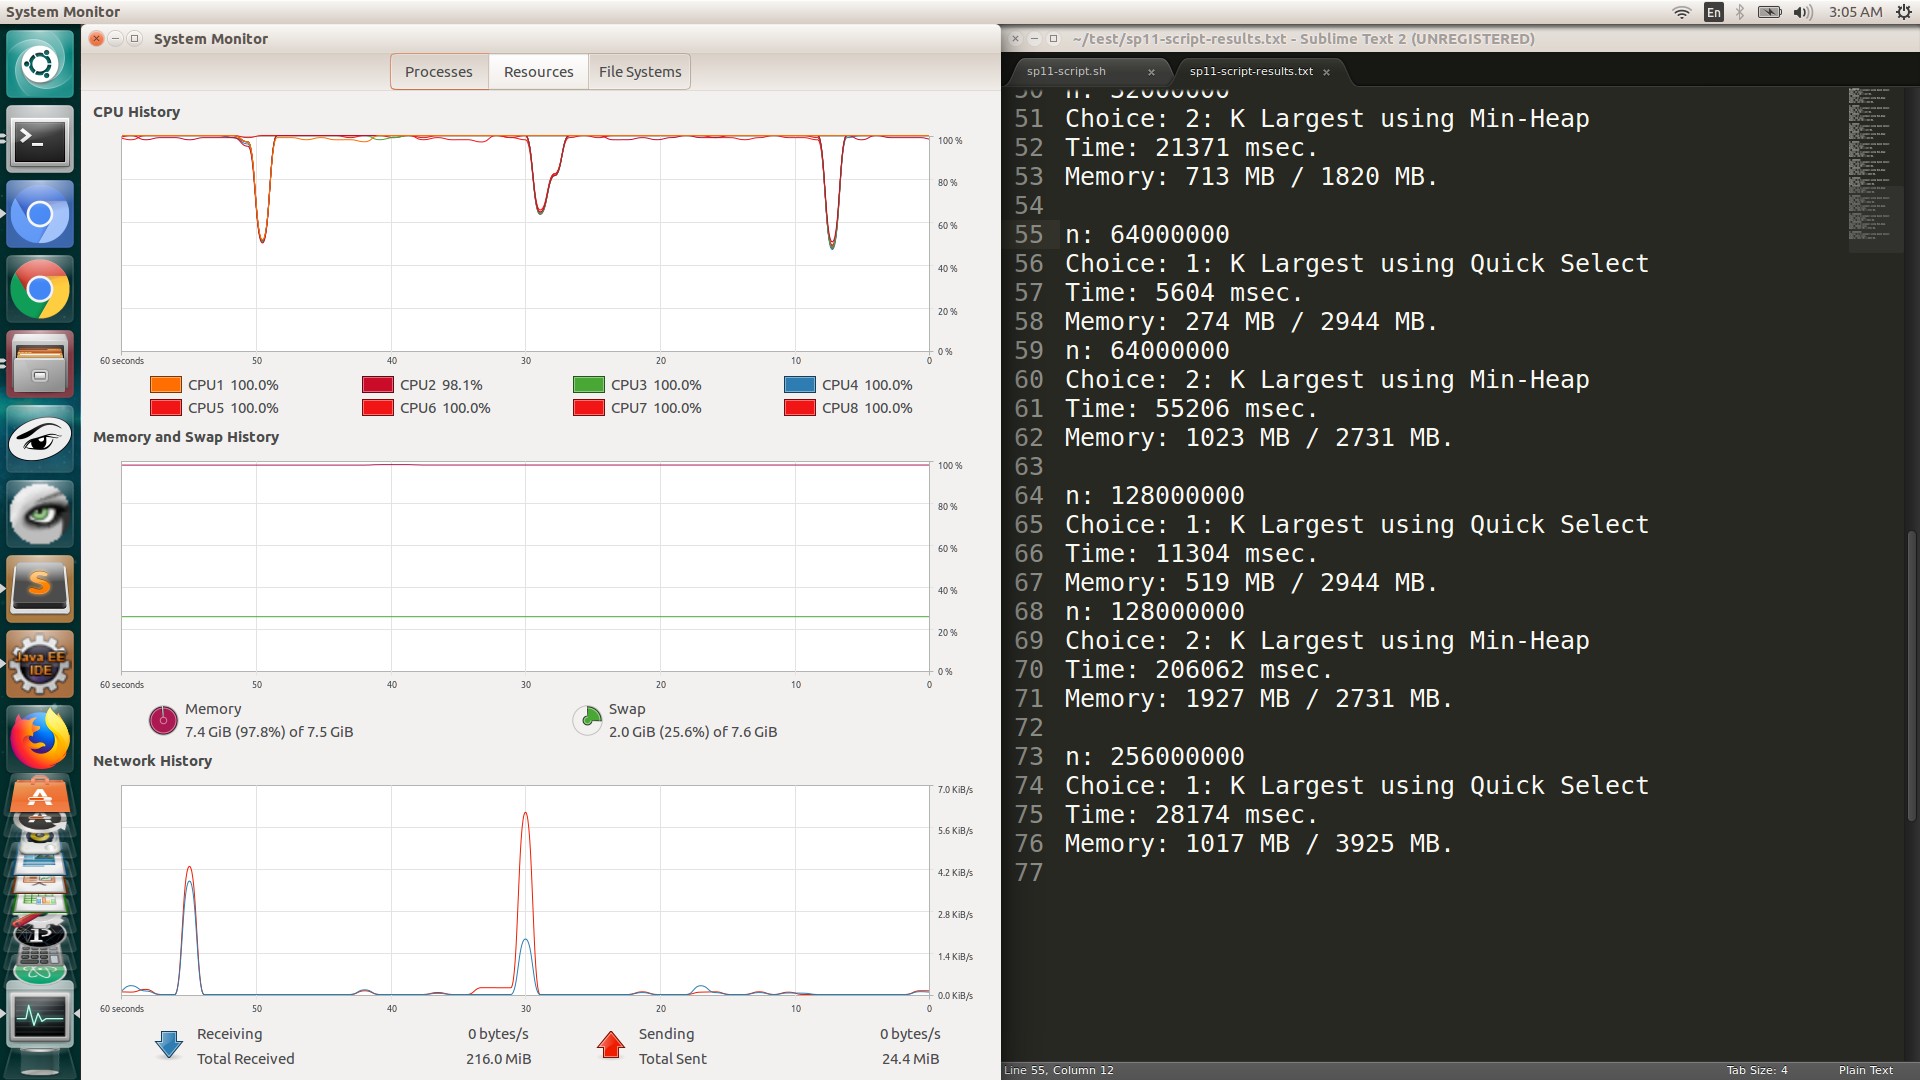 System Monitor
En
3:05 AM
System Monitor
Processes
Resources
File Systems
CPU History
100 %
80 %
60 %
40 %
20 %
0 %
60 seconds 50 40 30 20 10 0
CPU1 100.0% CPU2 98.1% CPU3 100.0% CPU4 100.0%
CPU5 100.0% CPU6 100.0% CPU7 100.0% CPU8 100.0%
Memory and Swap History
100 %
80 %
60 %
40 %
20 %
0 %
60 seconds 50 40 30 20 10 0
Memory
7.4 GiB (97.8%) of 7.5 GiB
Swap
2.0 GiB (25.6%) of 7.6 GiB
Network History
7.0 KiB/s
5.6 KiB/s
4.2 KiB/s
2.8 KiB/s
1.4 KiB/s
0.0 KiB/s
60 seconds 50 40 30 20 10 0
Receiving 0 bytes/s
Total Received 216.0 MiB
Sending 0 bytes/s
Total Sent 24.4 MiB
Java EE
IDE
~/test/sp11-script-results.txt - Sublime Text 2 (UNREGISTERED)
sp11-script.sh
sp11-script-results.txt
50 n: 32000000
51 Choice: 2: K Largest using Min-Heap
52 Time: 21371 msec.
53 Memory: 713 MB / 1820 MB.
54
55 n: 64000000
56 Choice: 1: K Largest using Quick Select
57 Time: 5604 msec.
58 Memory: 274 MB / 2944 MB.
59 n: 64000000
60 Choice: 2: K Largest using Min-Heap
61 Time: 55206 msec.
62 Memory: 1023 MB / 2731 MB.
63
64 n: 128000000
65 Choice: 1: K Largest using Quick Select
66 Time: 11304 msec.
67 Memory: 519 MB / 2944 MB.
68 n: 128000000
69 Choice: 2: K Largest using Min-Heap
70 Time: 206062 msec.
71 Memory: 1927 MB / 2731 MB.
72
73 n: 256000000
74 Choice: 1: K Largest using Quick Select
75 Time: 28174 msec.
76 Memory: 1017 MB / 3925 MB.
77
Line 55, Column 12
Tab Size: 4
Plain Text